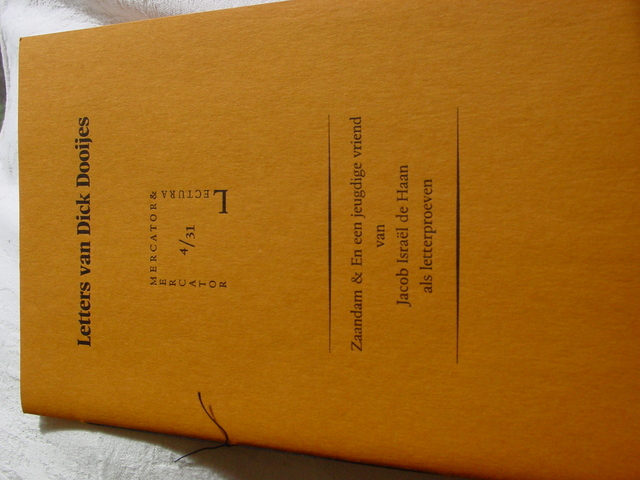 Letters van Dick Dooijes
MERCATOR&
ERCATOR
LECTURA
4/31
Zaandam & En een jeugdige vriend
van
Jacob Israël de Haan
als letterproeven